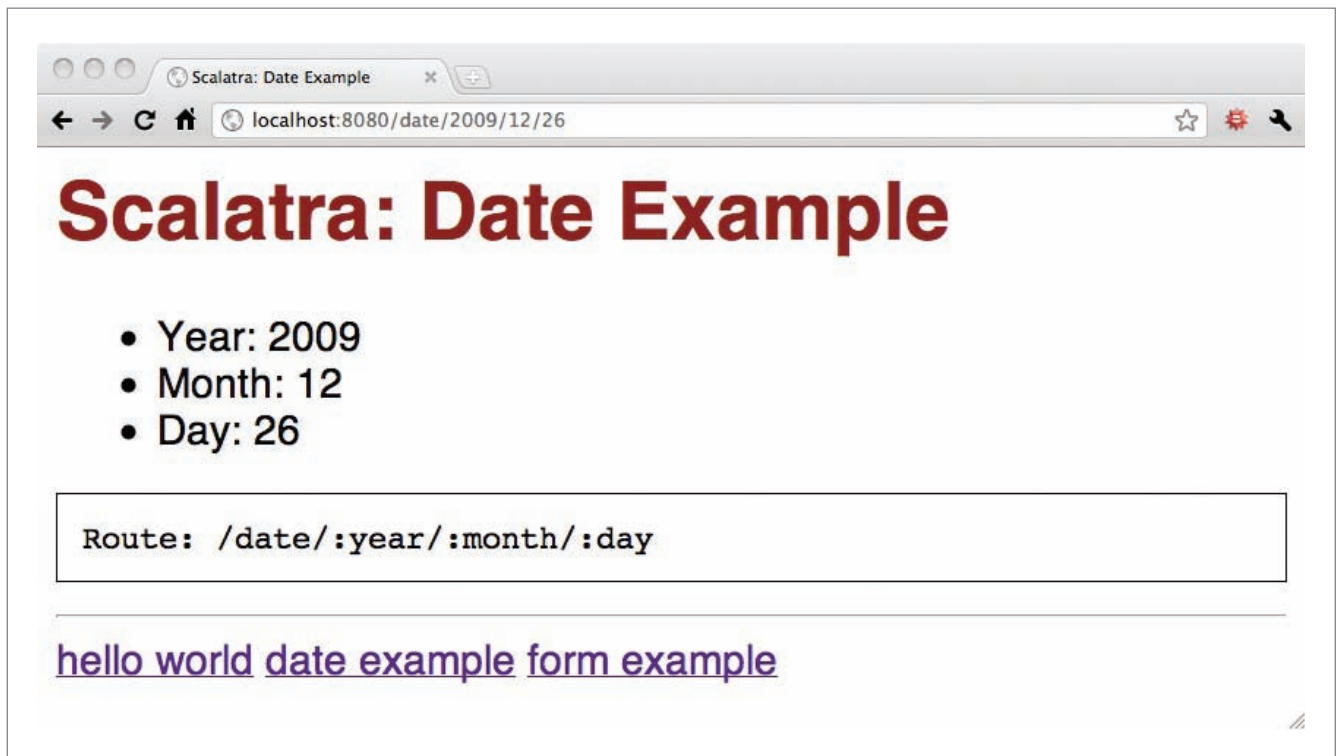 Scalatra: Date Example
localhost:8080/date/2009/12/26
Scalatra: Date Example
• Year: 2009
• Month: 12
• Day: 26
Route: /date/:year/:month/:day
hello world date example form example